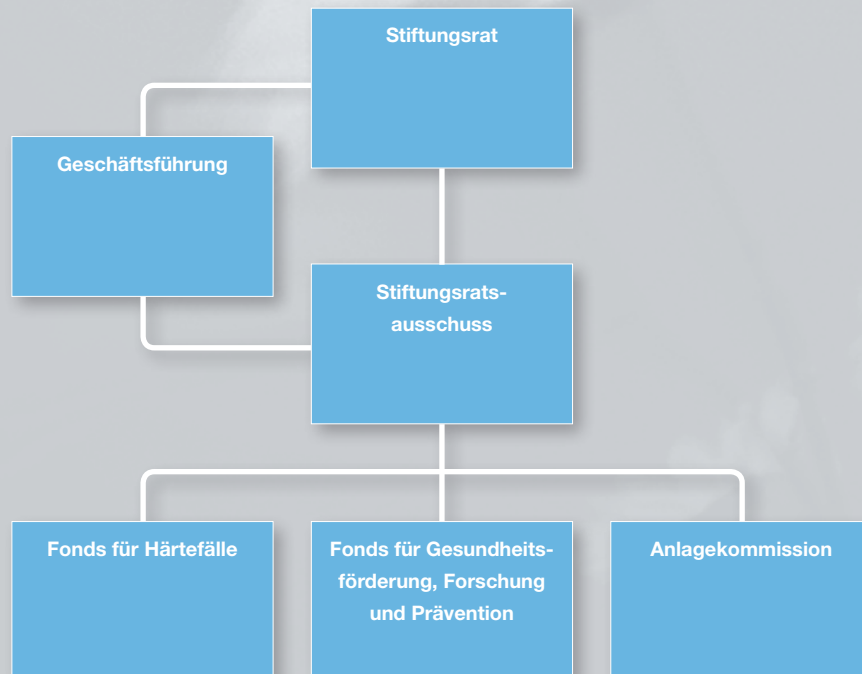 Stiftungsrat
Geschäftsführung
Stiftungsrats-
ausschuss
Fonds für Härtefälle
Fonds für Gesundheits-
förderung, Forschung
und Prävention
Anlagekommission